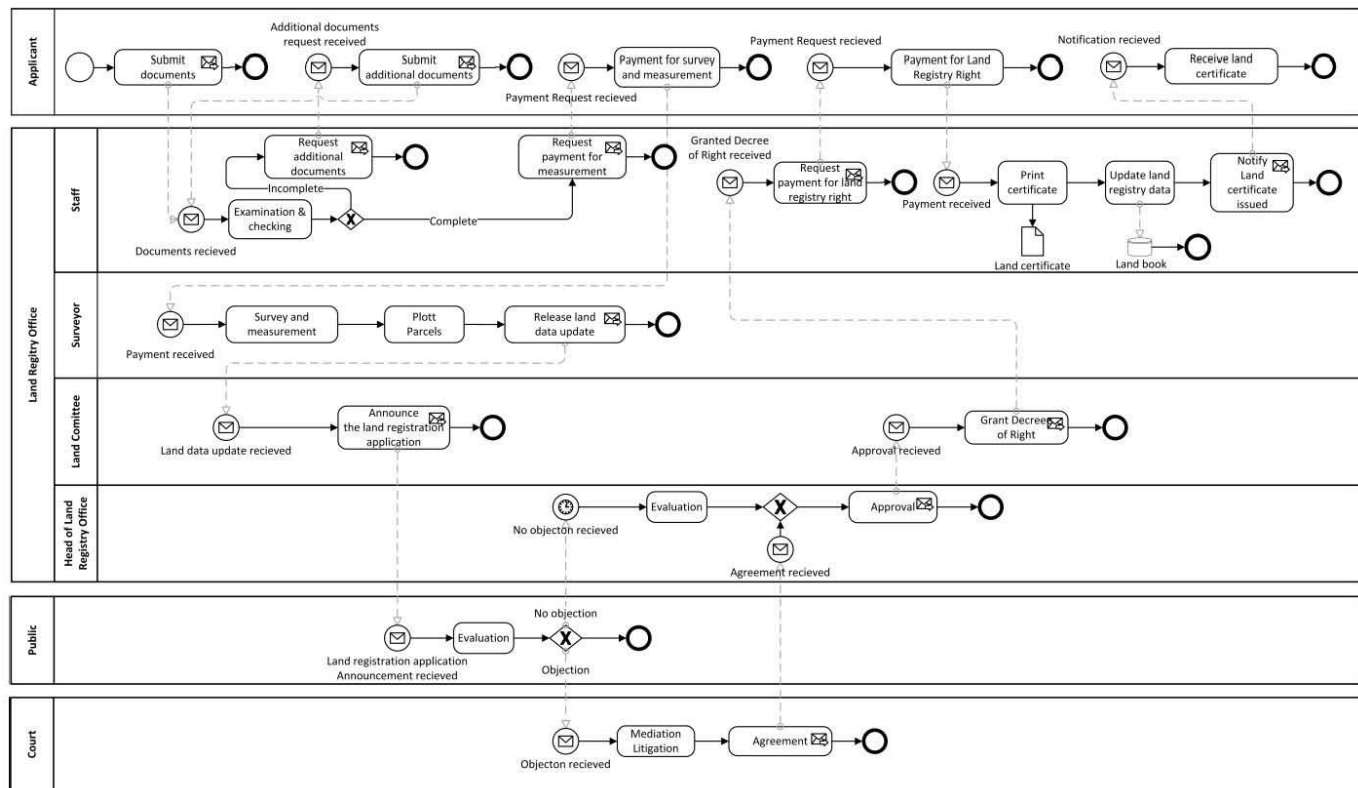 Applicant
Submit
documents
Additional documents
request received
Submit
additional documents
Payment Request recieved
Payment for survey
and measurement
Payment Request recieved
Payment for Land
Registry Right
Notification recieved
Receive land
certificate
Land Regitry Office
Staff
Documents recieved
Examination &
checking
Incomplete
Request
additional
documents
Complete
Request
payment for
measurement
Granted Decree
of Right received
Request
payment for land
registry right
Payment received
Print
certificate
Land certificate
Update land
registry data
Land book
Notify
Land
certificate
issued
Surveyor
Payment received
Survey and
measurement
Plott
Parcels
Release land
data update
Land Comittee
Land data update recieved
Announce
the land registration
application
Approval recieved
Grant Decree
of Right
Head of Land
Registry Office
No objecton recieved
Evaluation
Agreement recieved
Approval
Public
Land registration application
Announcement recieved
Evaluation
No objection
Objection
Court
Objecton recieved
Mediation
Litigation
Agreement